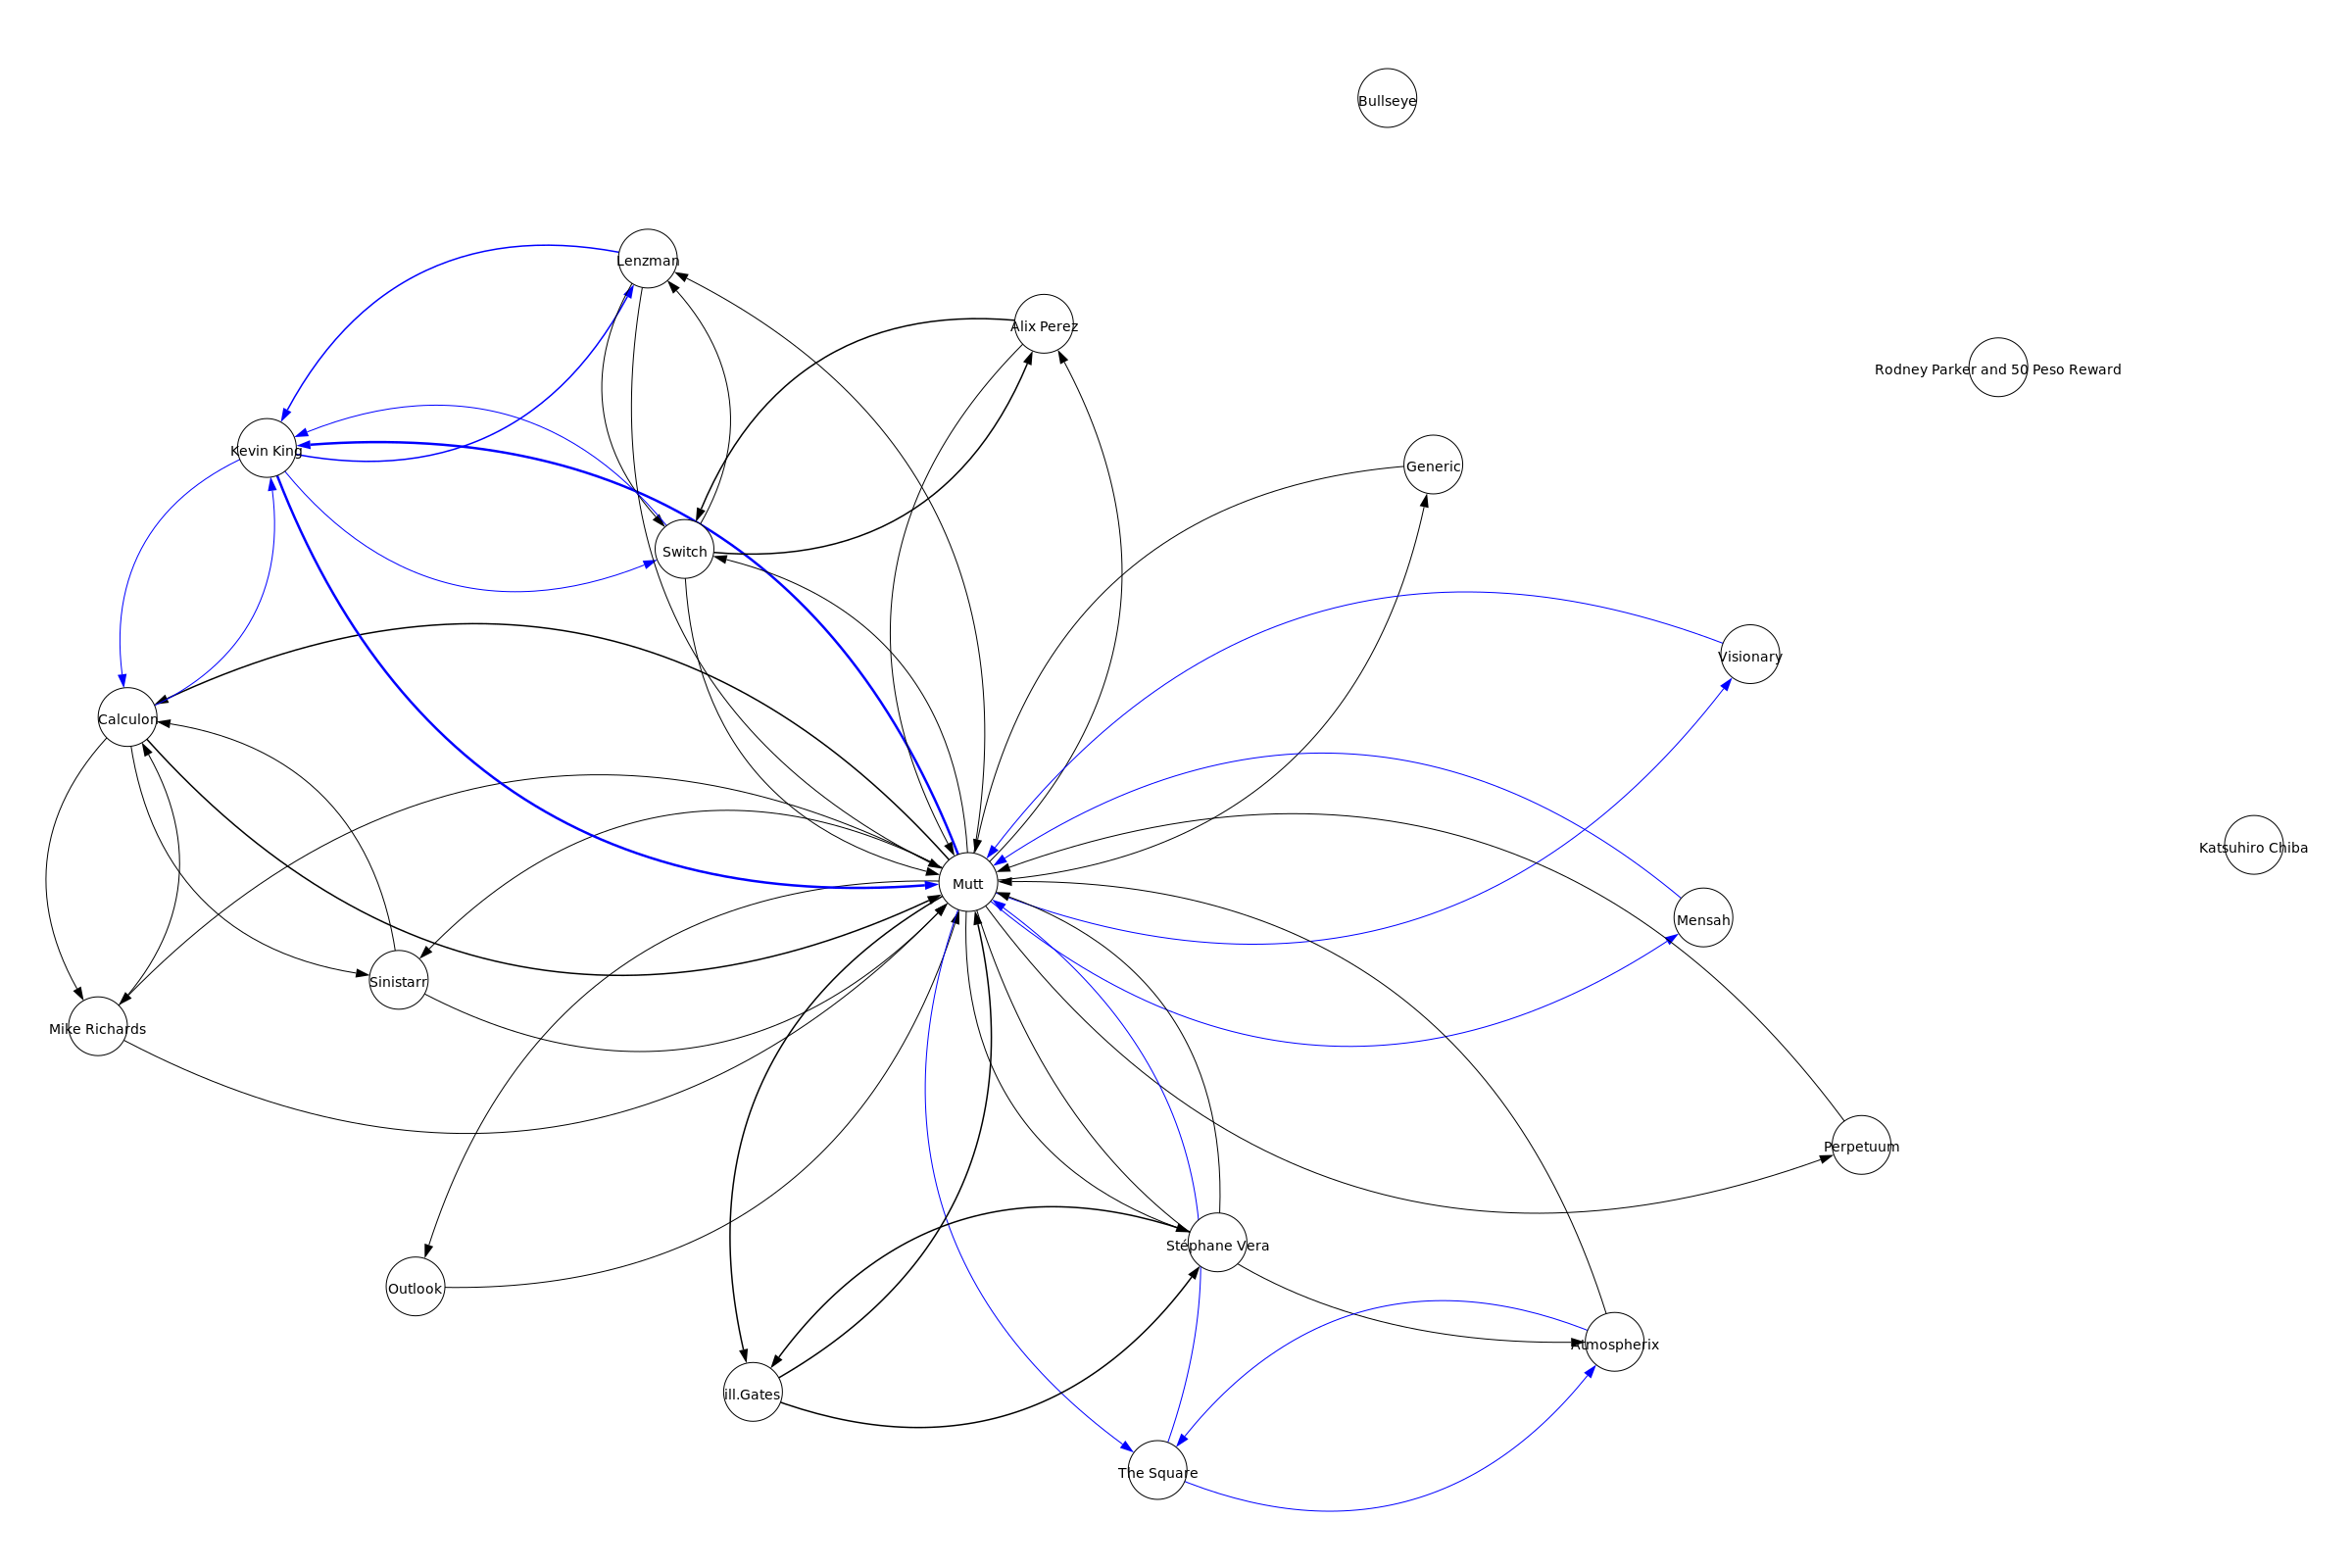 Bullseye
Lenzman
Alix Perez
Rodney Parker and 50 Peso Reward
Kevin King
Generic
Switch
Visionary
Calculon
Katsuhiro Chiba
Mutt
Mensah
Sinistarr
Mike Richards
Perpetuum
Stéphane Vera
Outlook
Atmospherix
ill.Gates
The Square